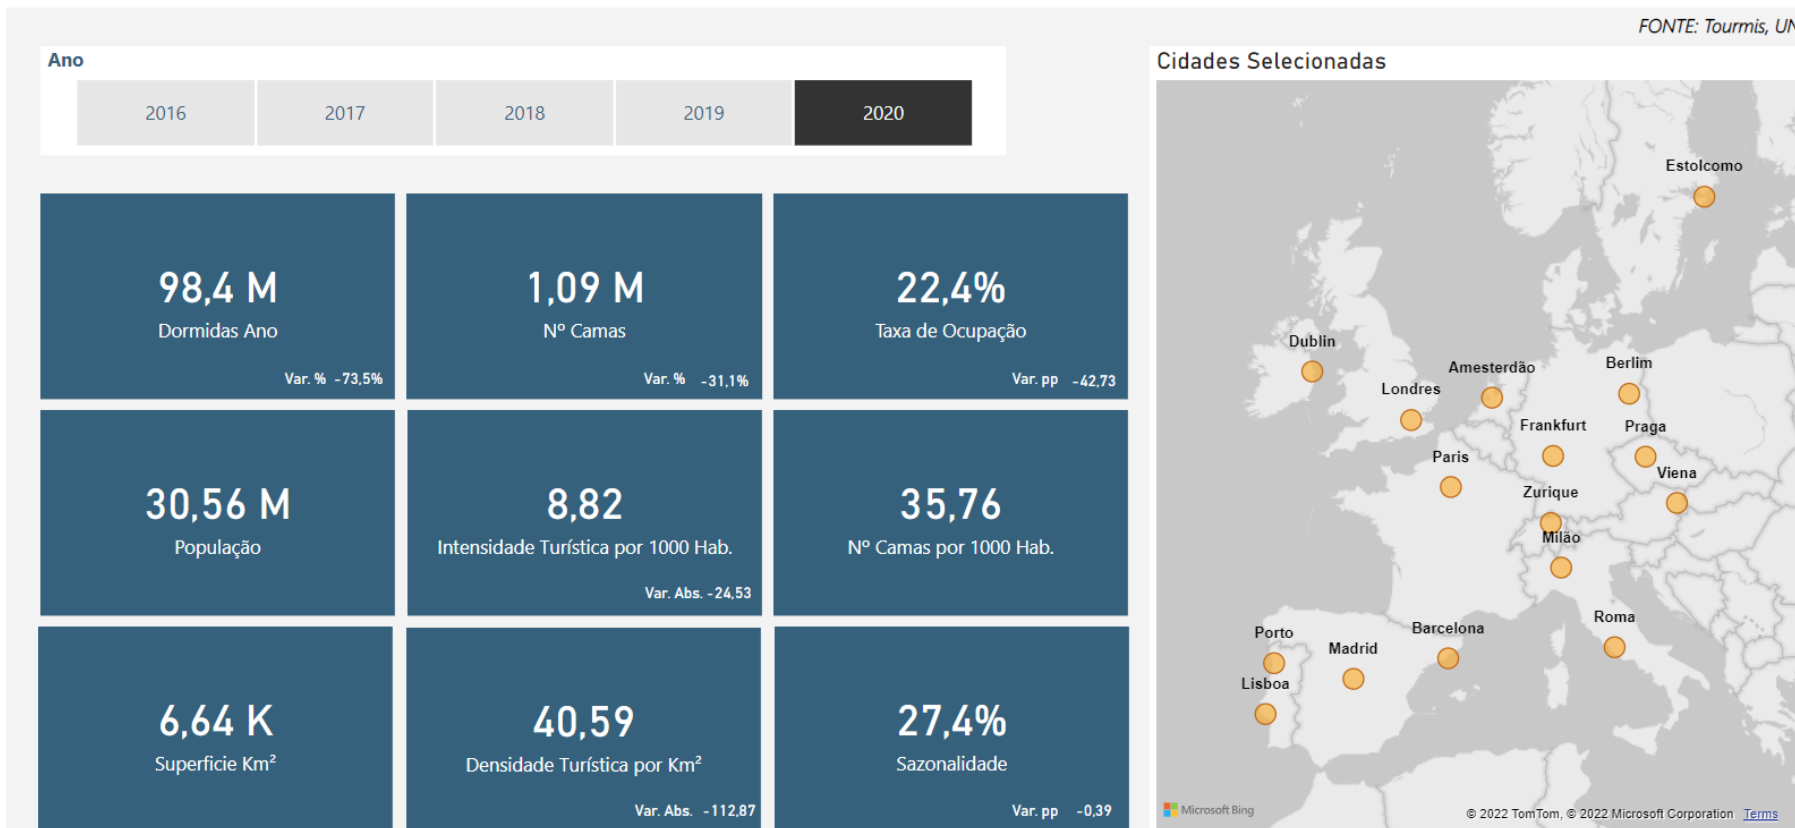 FONTE: Tourmis, UN
Ano
2016 2017 2018 2019 2020
98,4 M
Dormidas Ano
Var. % -73,5%
1,09 M
Nº Camas
Var. % -31,1%
22,4%
Taxa de Ocupação
Var. pp -42,73
30,56 M
População
8,82
Intensidade Turística por 1000 Hab.
Var. Abs. -24,53
35,76
Nº Camas por 1000 Hab.
6,64 K
Superficie Km²
40,59
Densidade Turística por Km²
Var. Abs. -112,87
27,4%
Sazonalidade
Var. pp -0,39
Cidades Selecionadas
Estolcomo
Dublin
Amesterdão
Berlim
Londres
Frankfurt
Praga
Paris
Viena
Zurique
Milão
Roma
Barcelona
Porto
Madrid
Lisboa
Microsoft Bing
© 2022 TomTom, © 2022 Microsoft Corporation Terms